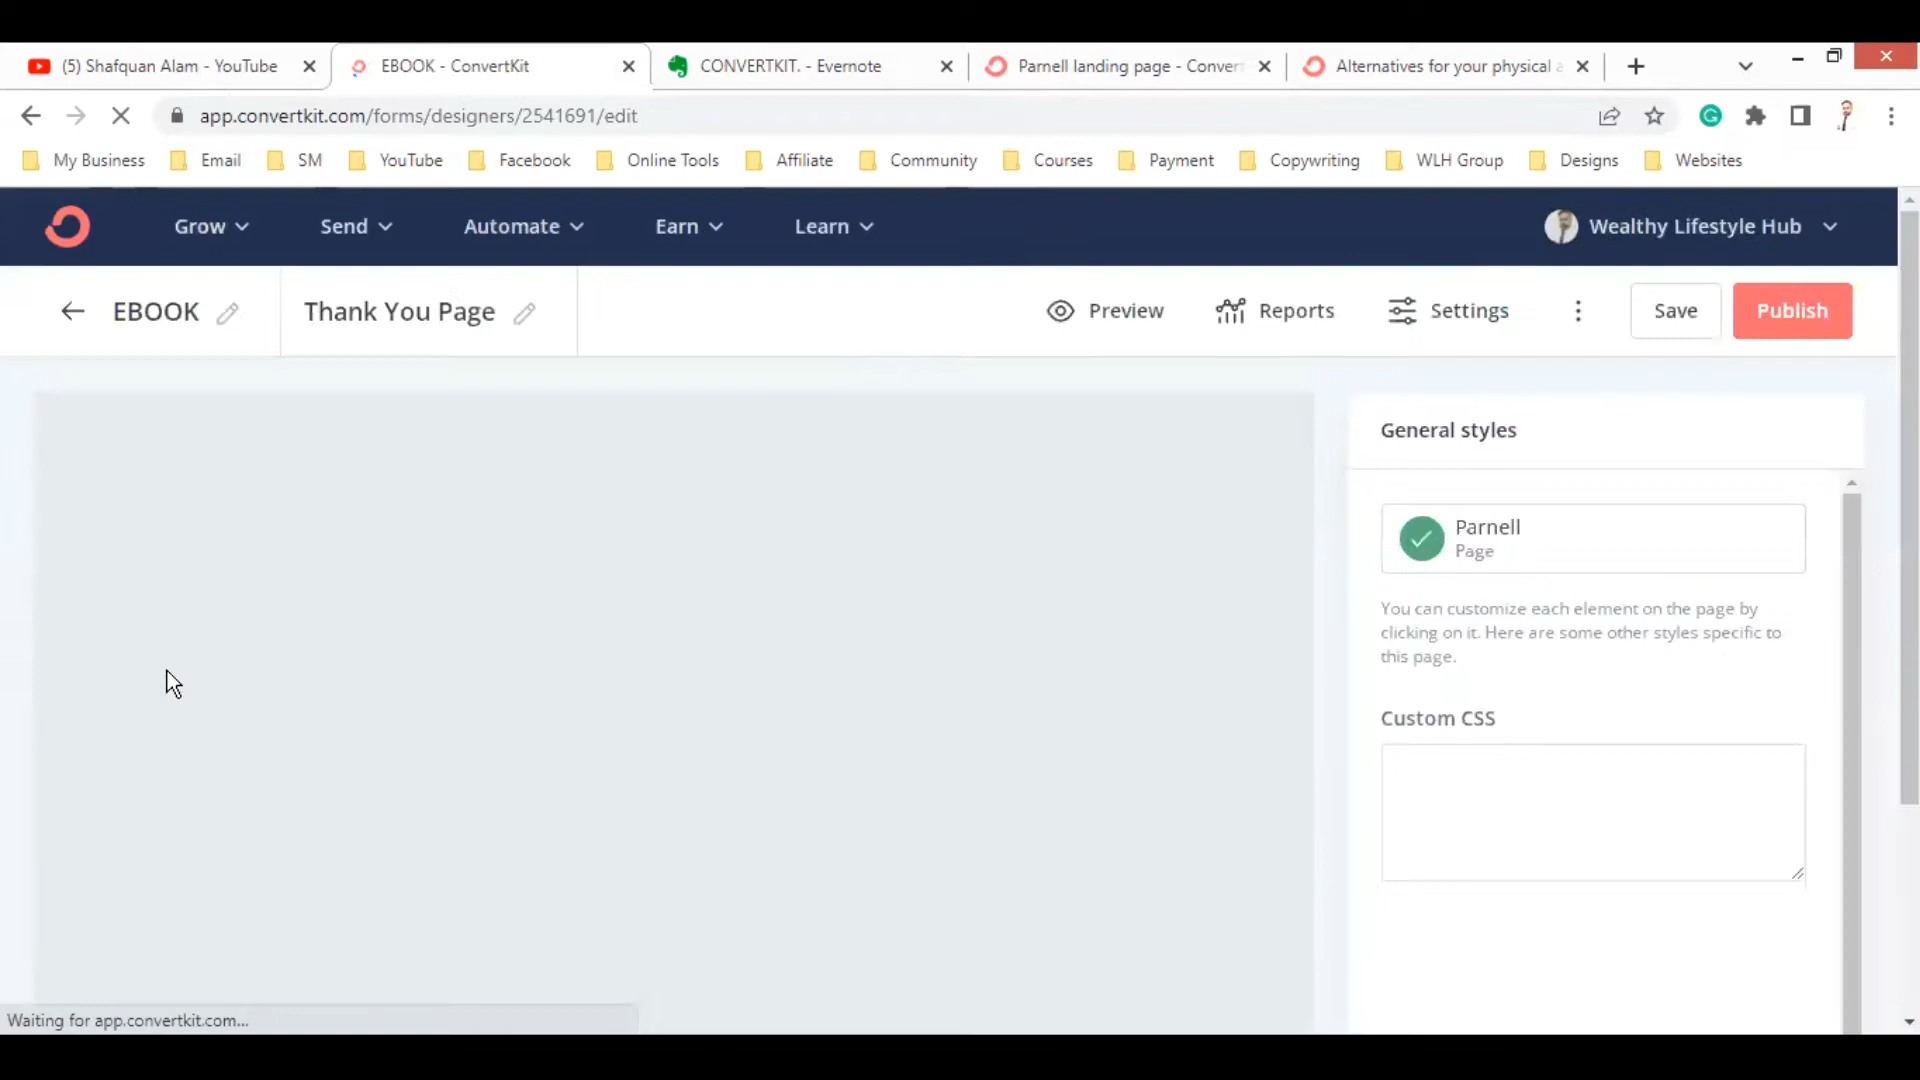 (5) Shafquan Alam - YouTube
EBOOK - ConvertKit
CONVERTKIT. - Evernote
Parnell landing page - Conver
Alternatives for your physical a
app.convertkit.com/forms/designers/2541691/edit
My Business
Email
SM
YouTube
Facebook
Online Tools
Affiliate
Community
Courses
Payment
Copywriting
WLH Group
Designs
Websites
Grow
Send
Automate
Earn
Learn
Wealthy Lifestyle Hub
EBOOK
Thank You Page
Preview
Reports
Settings
Save
Publish
General styles
Parnell
Page
You can customize each element on the page by
clicking on it. Here are some other styles specific to
this page.
Custom CSS
Waiting for app.convertkit.com...